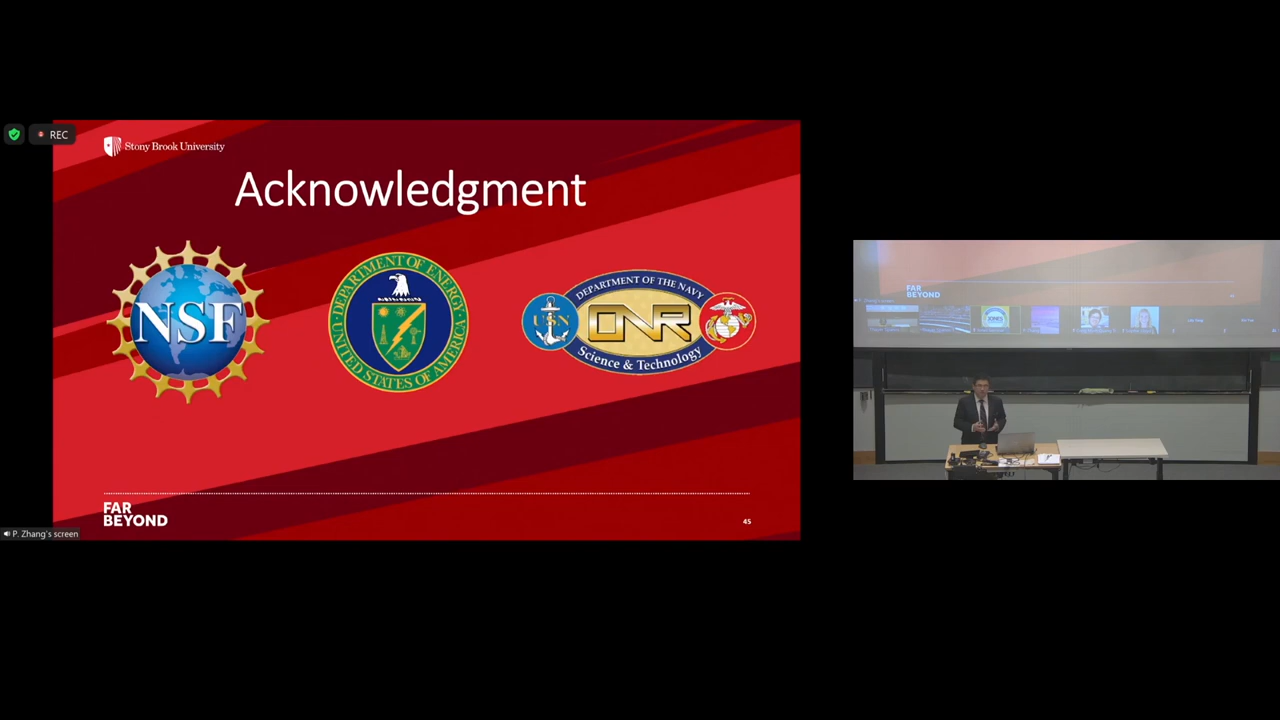 REC
Stony Brook University
Acknowledgment
NSF
DEPARTMENT OF ENERGY
UNITED STATES OF AMERICA
DEPARTMENT OF THE NAVY
USN
ONR
Science & Technology
FAR
BEYOND
45
P. Zhang's screen
FAR
BEYOND